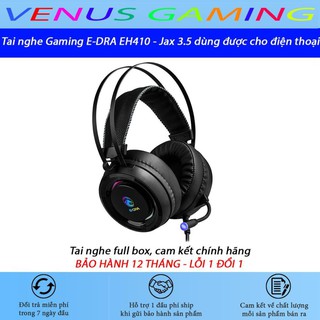 VENUS GAMING
Tai nghe Gaming E-DRA EH410 - Jax 3.5 dùng được cho điện thoại
E-DRA
Tai nghe full box, cam kết chính hãng
BẢO HÀNH 12 THÁNG - LỖI 1 ĐỔI 1
Đổi trả miễn phí
trong 7 ngày đầu
Hỗ trợ 1 đầu phí ship
khi gửi bảo hành sản phẩm
Cam kết về chất lượng
mỗi sản phẩm bán ra